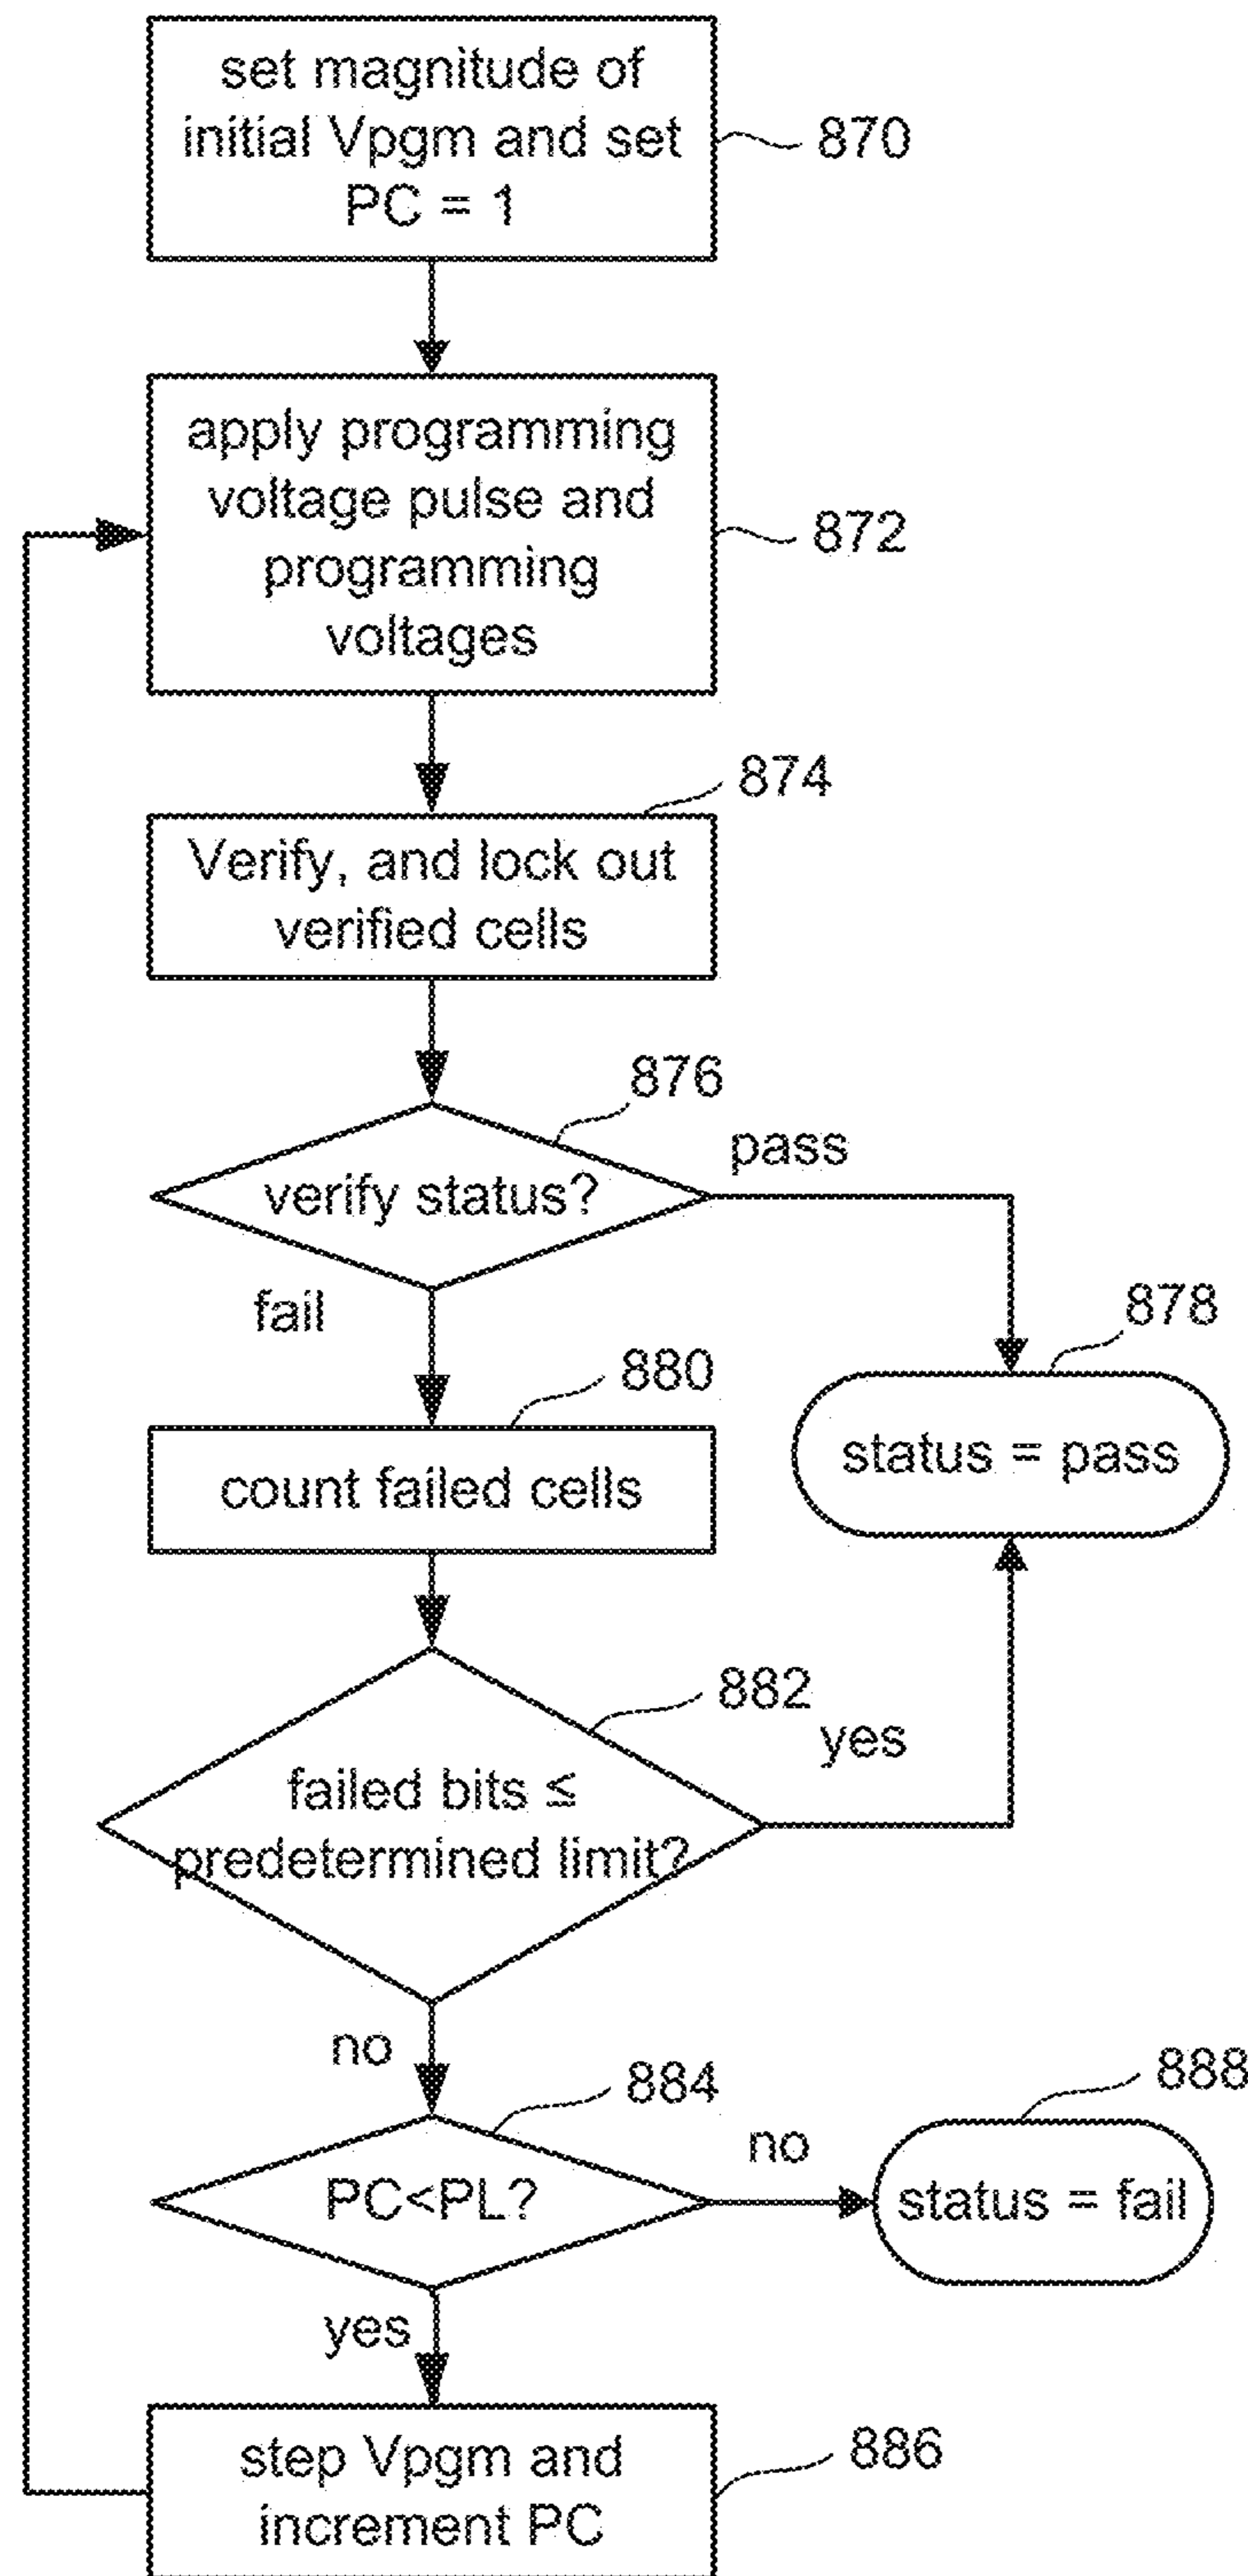 set magnitude of
initial Vpgm and set
PC = 1
870
apply programming
voltage pulse and
programming
voltages
872
874
Verify, and lock out
verified cells
876
pass
verify status?
fail
878
880
status = pass
count failed cells
882
yes
failed bits ≤
predetermined limit?
no
884
888
no
PC<PL?
status = fail
yes
step Vpgm and
increment PC
886